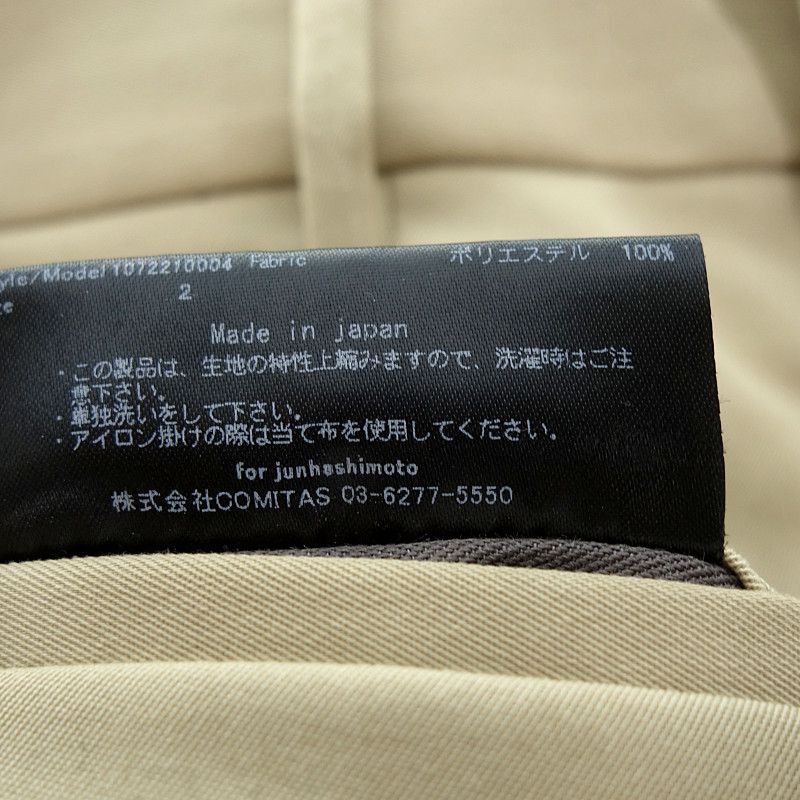 yle/Model 1072210004 Fabric ポリエステル 100%
ze 2
Made in japan
・この製品は、生地の特性上縮みますので、洗濯時はご注
意下さい。
・単独洗いをして下さい。
・アイロン掛けの際は当て布を使用してください。
for junhashimoto
株式会社COMITAS 03-6277-5550